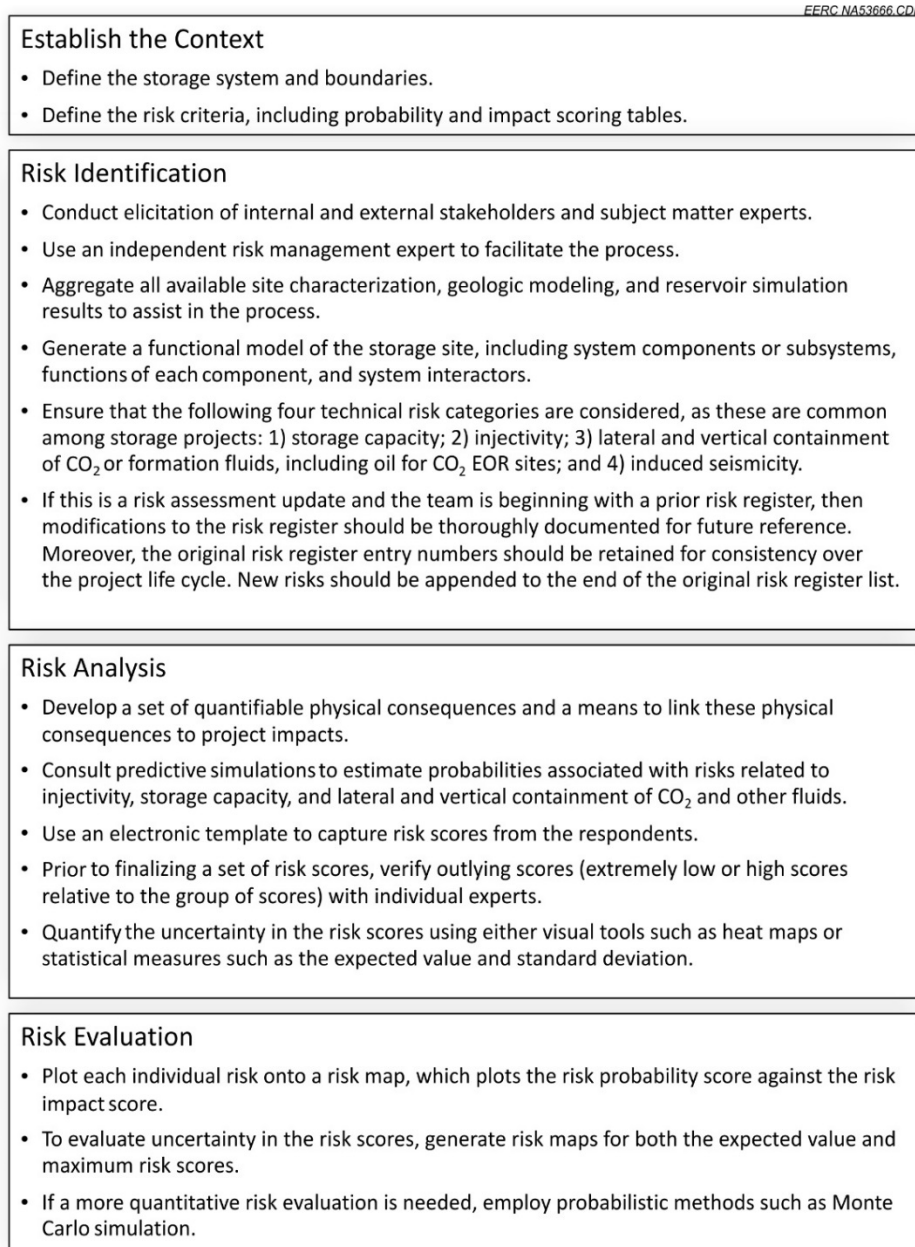 EERC NA53666.CD
Establish the Context
• Define the storage system and boundaries.
• Define the risk criteria, including probability and impact scoring tables.
Risk Identification
• Conduct elicitation of internal and external stakeholders and subject matter experts.
• Use an independent risk management expert to facilitate the process.
• Aggregate all available site characterization, geologic modeling, and reservoir simulation
results to assist in the process.
• Generate a functional model of the storage site, including system components or subsystems,
functions of each component, and system interactors.
• Ensure that the following four technical risk categories are considered, as these are common
among storage projects: 1) storage capacity; 2) injectivity; 3) lateral and vertical containment
of CO₂ or formation fluids, including oil for CO₂ EOR sites; and 4) induced seismicity.
• If this is a risk assessment update and the team is beginning with a prior risk register, then
modifications to the risk register should be thoroughly documented for future reference.
Moreover, the original risk register entry numbers should be retained for consistency over
the project life cycle. New risks should be appended to the end of the original risk register list.
Risk Analysis
• Develop a set of quantifiable physical consequences and a means to link these physical
consequences to project impacts.
• Consult predictive simulations to estimate probabilities associated with risks related to
injectivity, storage capacity, and lateral and vertical containment of CO₂ and other fluids.
• Use an electronic template to capture risk scores from the respondents.
• Prior to finalizing a set of risk scores, verify outlying scores (extremely low or high scores
relative to the group of scores) with individual experts.
• Quantify the uncertainty in the risk scores using either visual tools such as heat maps or
statistical measures such as the expected value and standard deviation.
Risk Evaluation
• Plot each individual risk onto a risk map, which plots the risk probability score against the risk
impact score.
• To evaluate uncertainty in the risk scores, generate risk maps for both the expected value and
maximum risk scores.
• If a more quantitative risk evaluation is needed, employ probabilistic methods such as Monte
Carlo simulation.